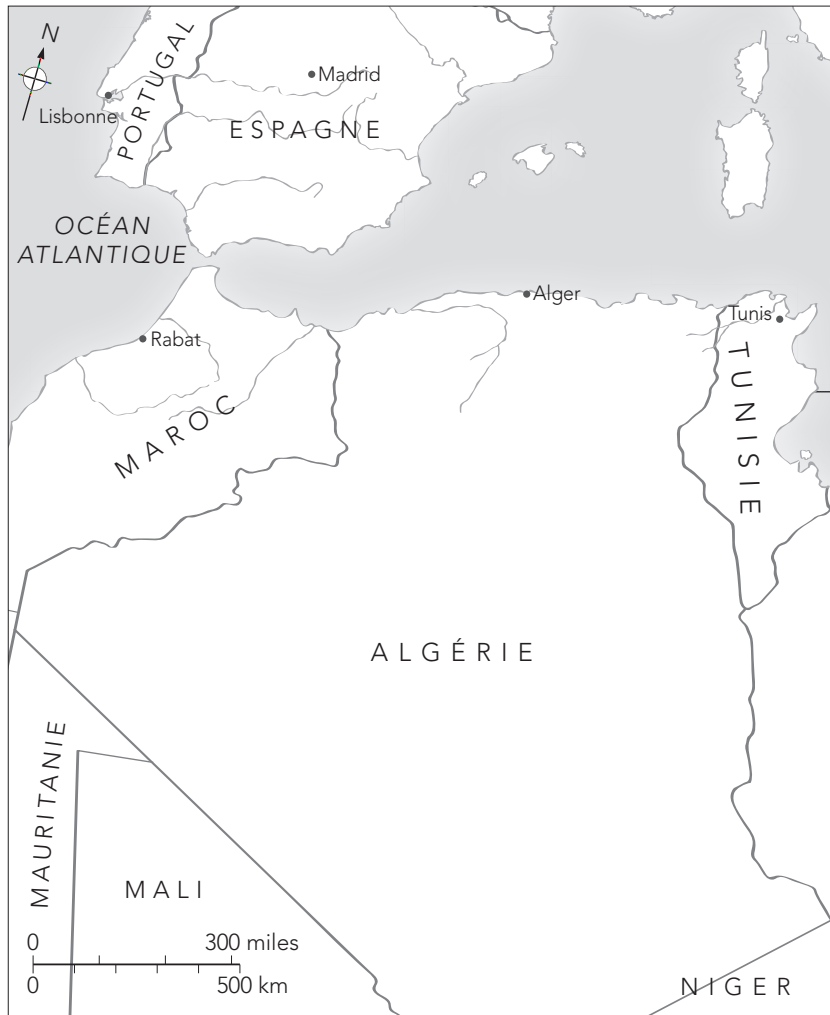 N
Madrid
Lisbonne
PORTUGAL
ESPAGNE
OCÉAN
ATLANTIQUE
Alger
Tunis
Rabat
TUNISIE
MAROC
ALGÉRIE
MAURITANIE
MALI
0 300 miles
0 500 km
NIGER